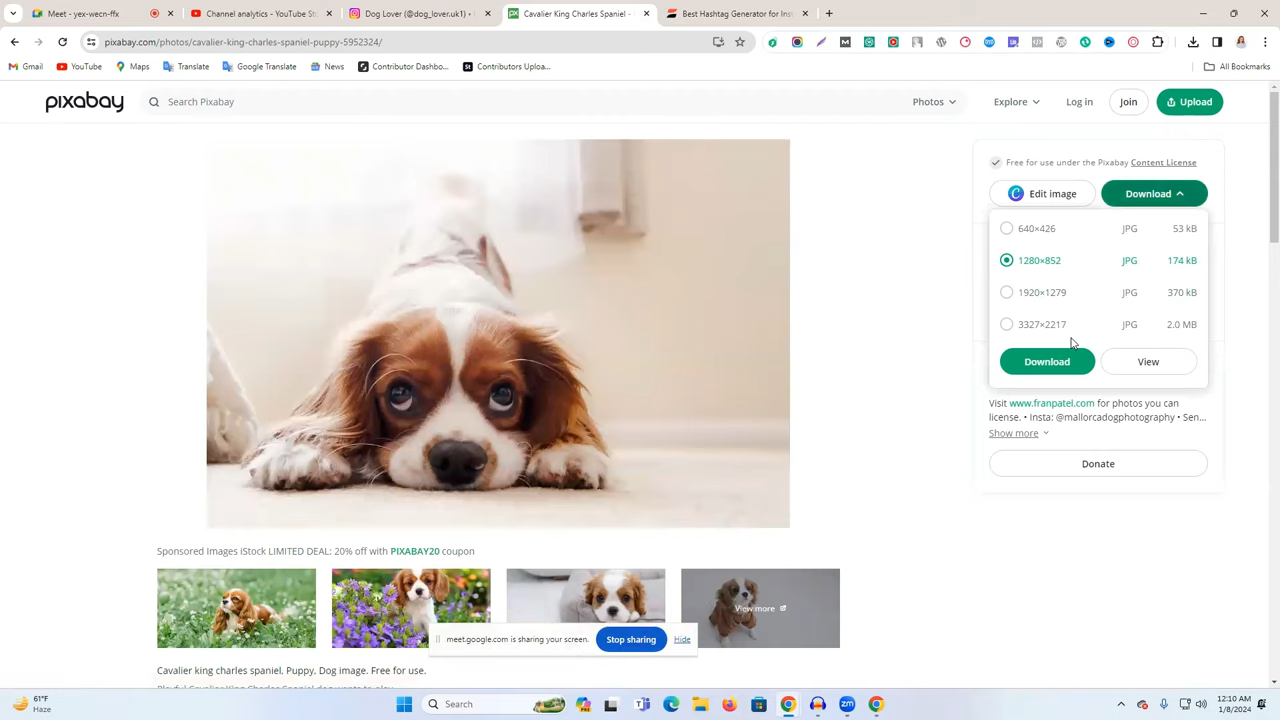 Meet - yex-wecn-ffx
YouTube St
Dog Lover (@dog_lover.uk1) • I
Cavalier King Charles Spaniel -
Best Hashtag Generator for Inst
pixabay.com/photos/cavalier-king-charles-spaniel-puppy-5952324/
Gmail
YouTube
Maps
Translate
Google Translate
News
Contributor Dashbo...
Contributors Uploa...
All Bookmarks
pixabay
Search Pixabay
Photos
Explore
Log in
Join
Upload
Free for use under the Pixabay Content License
Edit image
Download
640×426 JPG 53 kB
1280×852 JPG 174 kB
1920×1279 JPG 370 kB
3327×2217 JPG 2.0 MB
Download
View
Visit www.franpatel.com for photos you can
license. • Insta: @mallorcadogphotography • Sen...
Show more
Donate
Sponsored Images iStock LIMITED DEAL: 20% off with PIXABAY20 coupon
View more
meet.google.com is sharing your screen.
Stop sharing
Hide
Cavalier king charles spaniel, Puppy, Dog image. Free for use.
61°F
Haze
Search
12:10 AM
1/8/2024